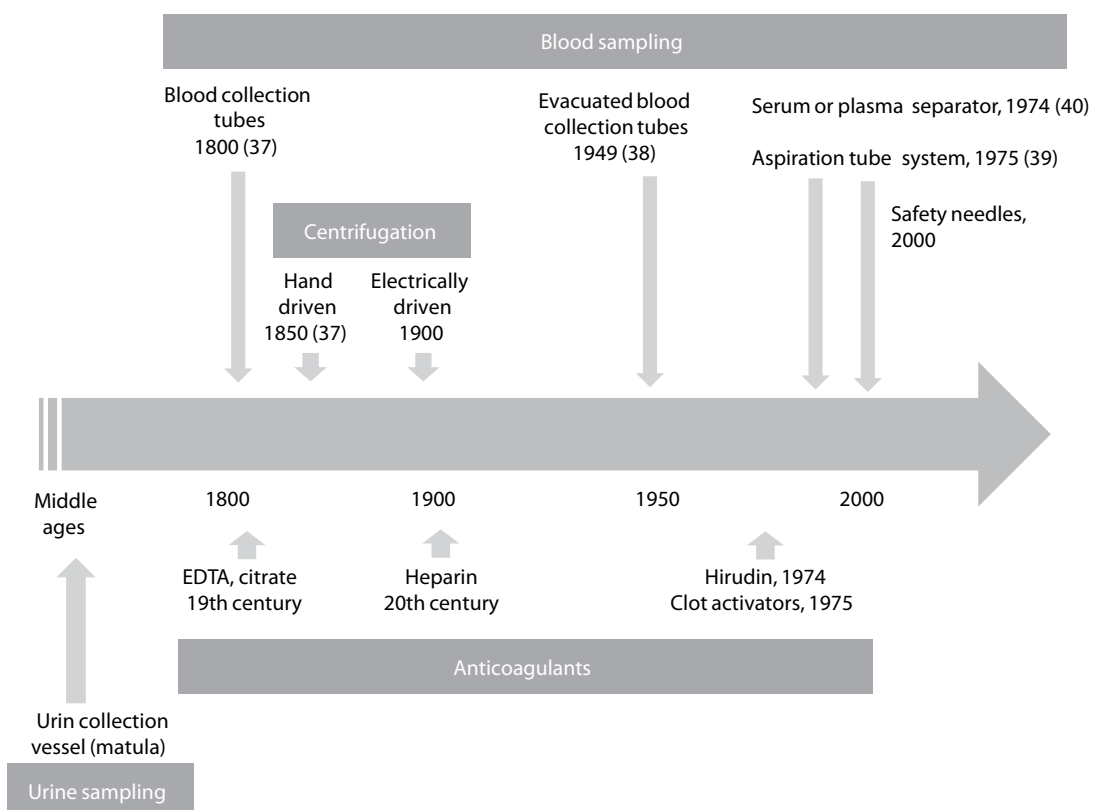 Blood sampling
Blood collection
tubes
1800 (37)
Evacuated blood
collection tubes
1949 (38)
Serum or plasma separator, 1974 (40)
Aspiration tube system, 1975 (39)
Safety needles,
2000
Centrifugation
Hand
driven
1850 (37)
Electrically
driven
1900
Middle
ages
1800
1900
1950
2000
EDTA, citrate
19th century
Heparin
20th century
Hirudin, 1974
Clot activators, 1975
Anticoagulants
Urin collection
vessel (matula)
Urine sampling